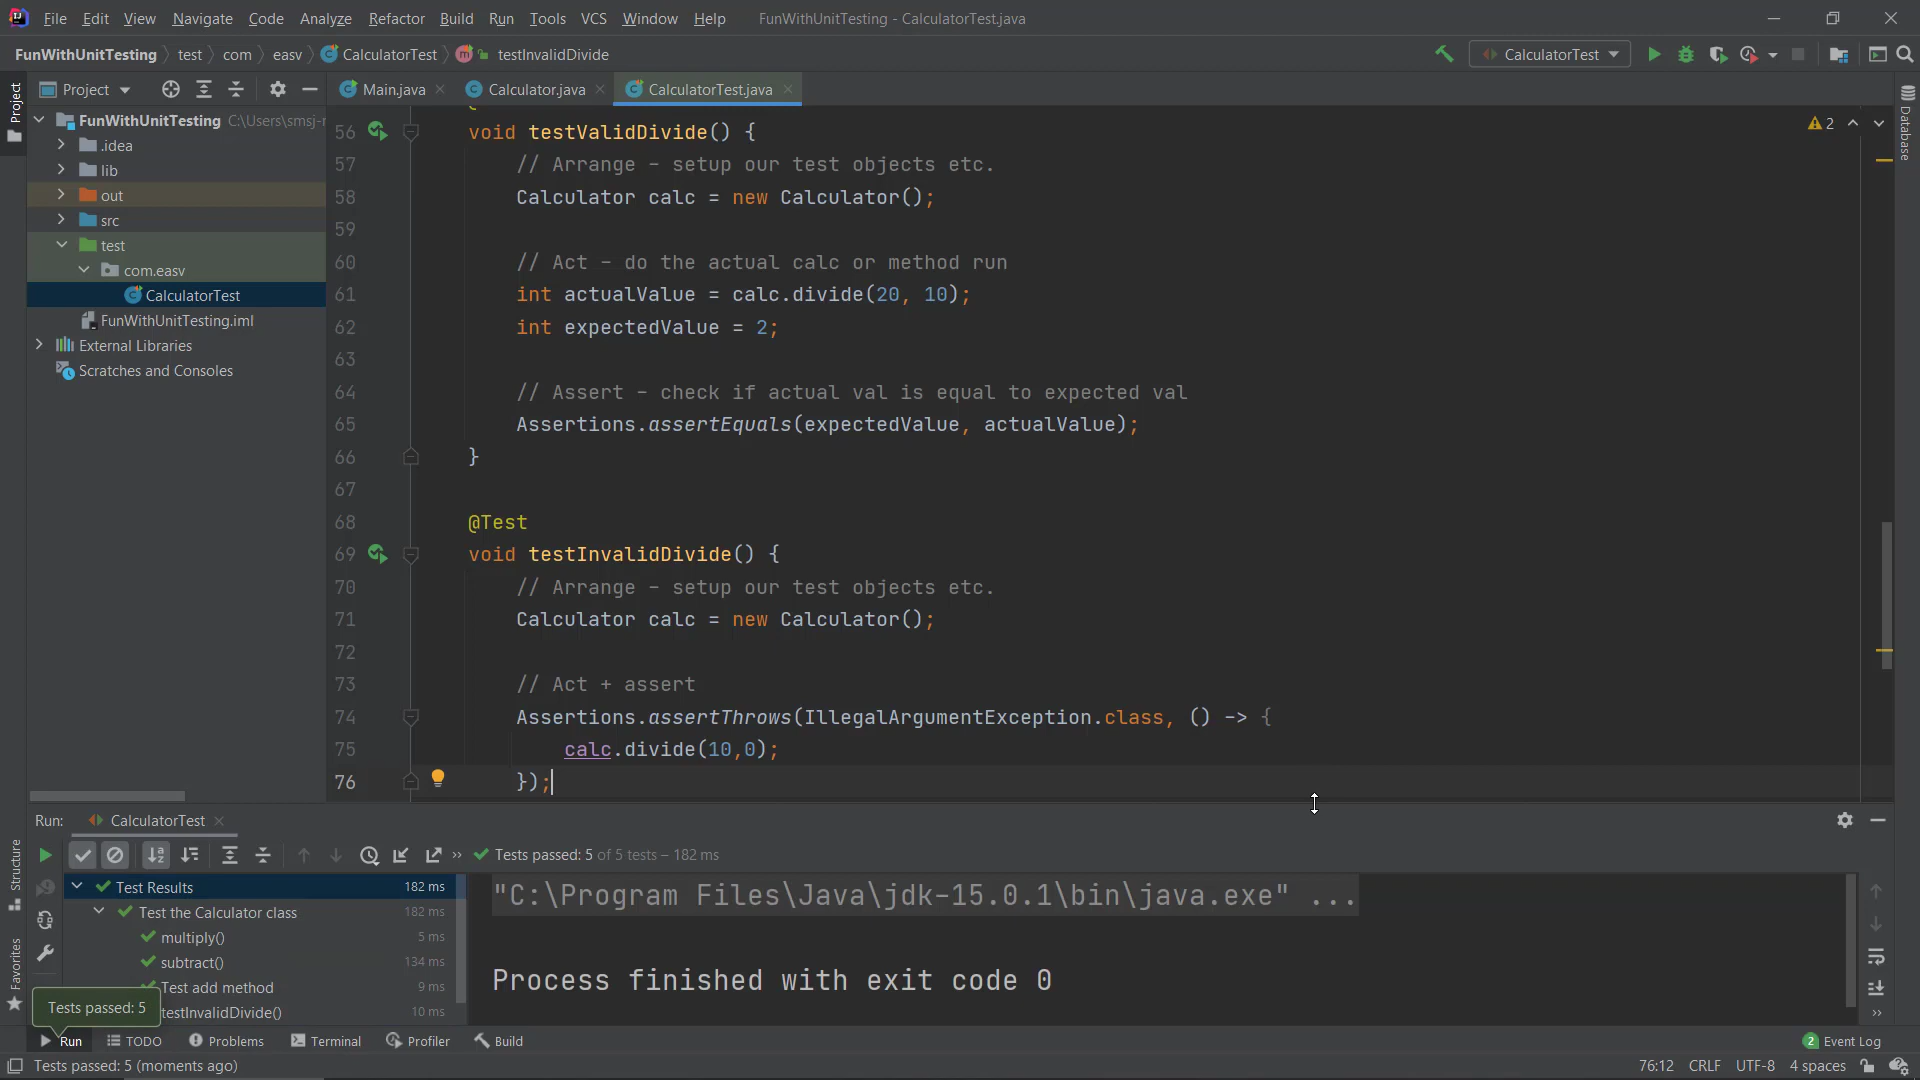 File Edit View Navigate Code Analyze Refactor Build Run Tools VCS Window Help FunWithUnitTesting - CalculatorTest.java
FunWithUnitTesting test com easv CalculatorTest testInvalidDivide CalculatorTest
Project
Project
Main.java Calculator.java CalculatorTest.java
Database
FunWithUnitTesting C:\Users\smsj-r
.idea
lib
out
src
test
com.easv
CalculatorTest
FunWithUnitTesting.iml
External Libraries
Scratches and Consoles
2
56 void testValidDivide() {
57 // Arrange - setup our test objects etc.
58 Calculator calc = new Calculator();
59
60 // Act - do the actual calc or method run
61 int actualValue = calc.divide(20, 10);
62 int expectedValue = 2;
63
64 // Assert - check if actual val is equal to expected val
65 Assertions.assertEquals(expectedValue, actualValue);
66 }
67
68 @Test
69 void testInvalidDivide() {
70 // Arrange - setup our test objects etc.
71 Calculator calc = new Calculator();
72
73 // Act + assert
74 Assertions.assertThrows(IllegalArgumentException.class, () -> {
75 calc.divide(10,0);
76 });
Run: CalculatorTest
Structure
Favorites
Tests passed: 5 of 5 tests – 182 ms
Test Results 182 ms
Test the Calculator class 182 ms
multiply() 5 ms
subtract() 134 ms
Test add method 9 ms
testInvalidDivide() 10 ms
Tests passed: 5
"C:\Program Files\Java\jdk-15.0.1\bin\java.exe" ...
Process finished with exit code 0
Run TODO Problems Terminal Profiler Build 2 Event Log
Tests passed: 5 (moments ago) 76:12 CRLF UTF-8 4 spaces